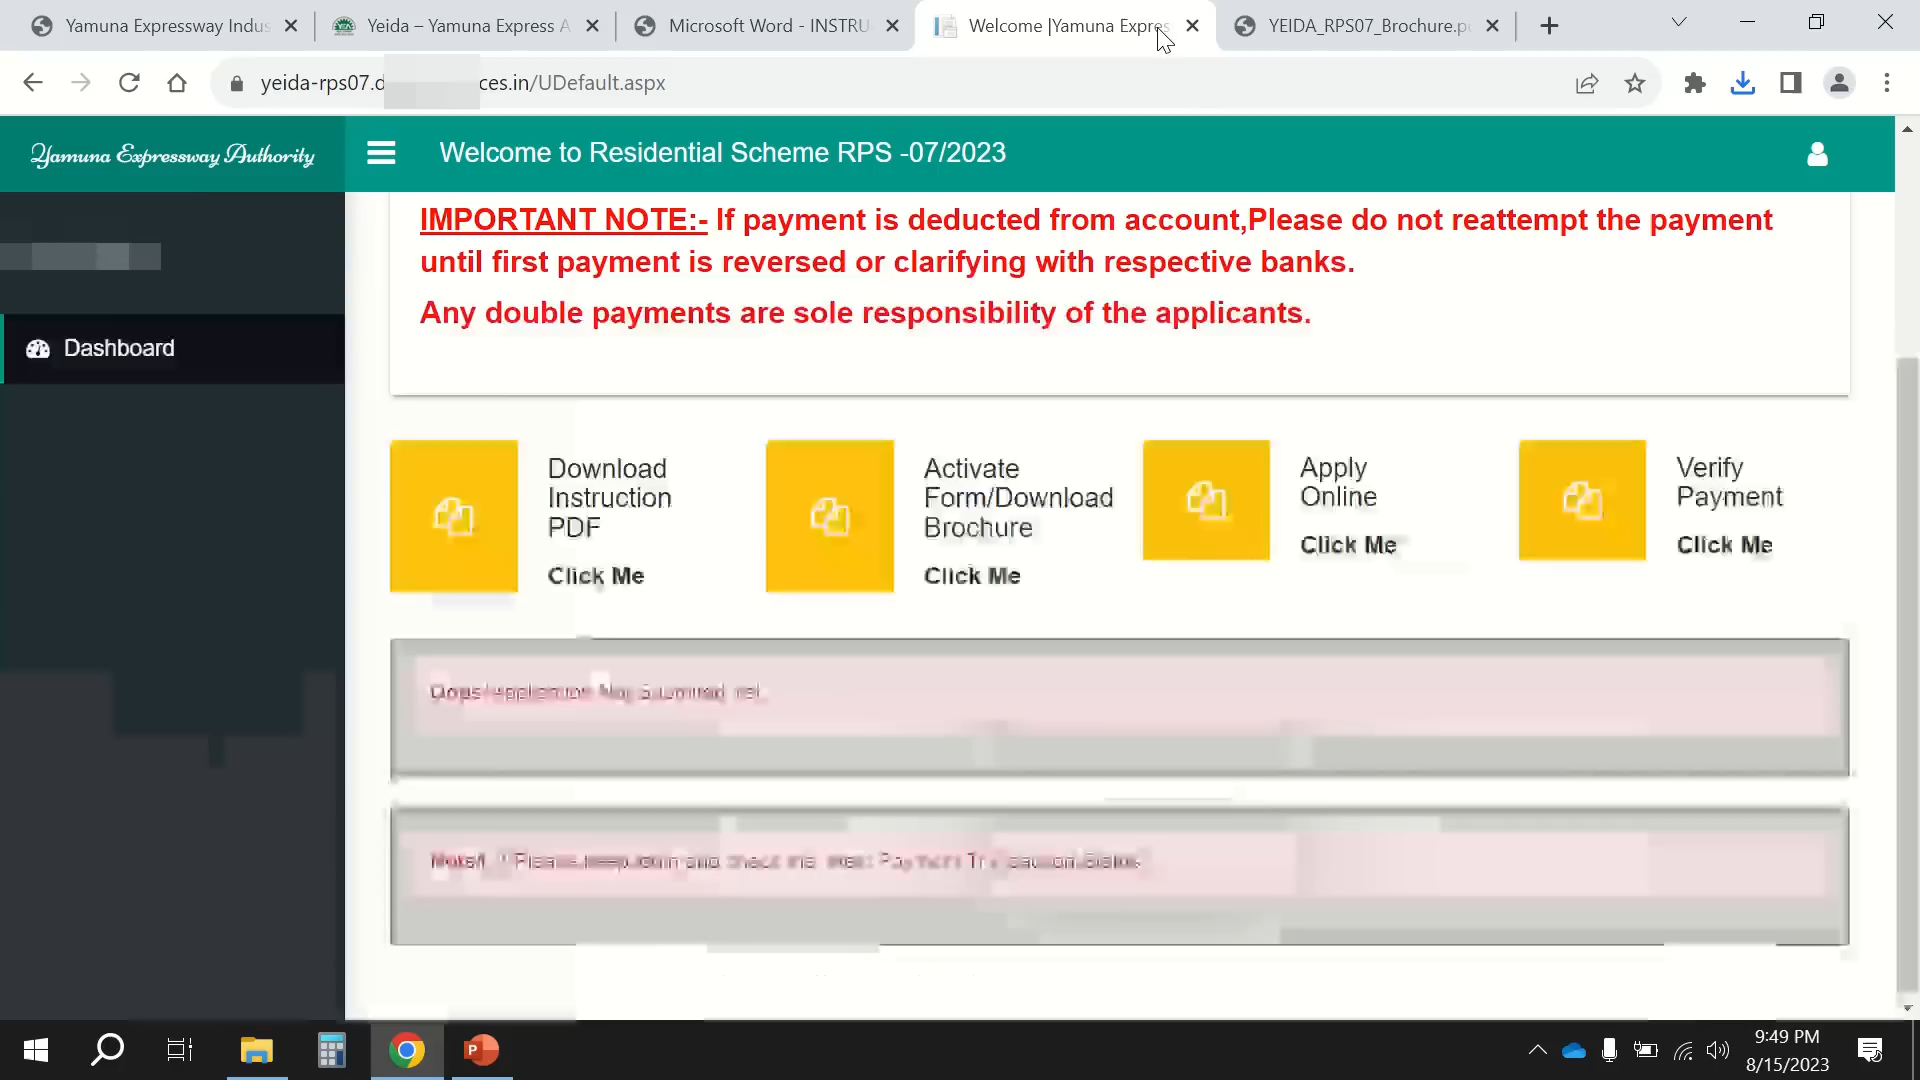 Yamuna Expressway Indus
Yeida – Yamuna Express A
Microsoft Word - INSTRU
Welcome |Yamuna Expres
YEIDA_RPS07_Brochure.p
yeida-rps07.d ces.in/UDefault.aspx
Yamuna Expressway Authority
Welcome to Residential Scheme RPS -07/2023
IMPORTANT NOTE:- If payment is deducted from account,Please do not reattempt the payment
until first payment is reversed or clarifying with respective banks.
Any double payments are sole responsibility of the applicants.
Dashboard
Download
Instruction
PDF
Click Me
Activate
Form/Download
Brochure
Click Me
Apply
Online
Click Me
Verify
Payment
Click Me
9:49 PM
8/15/2023